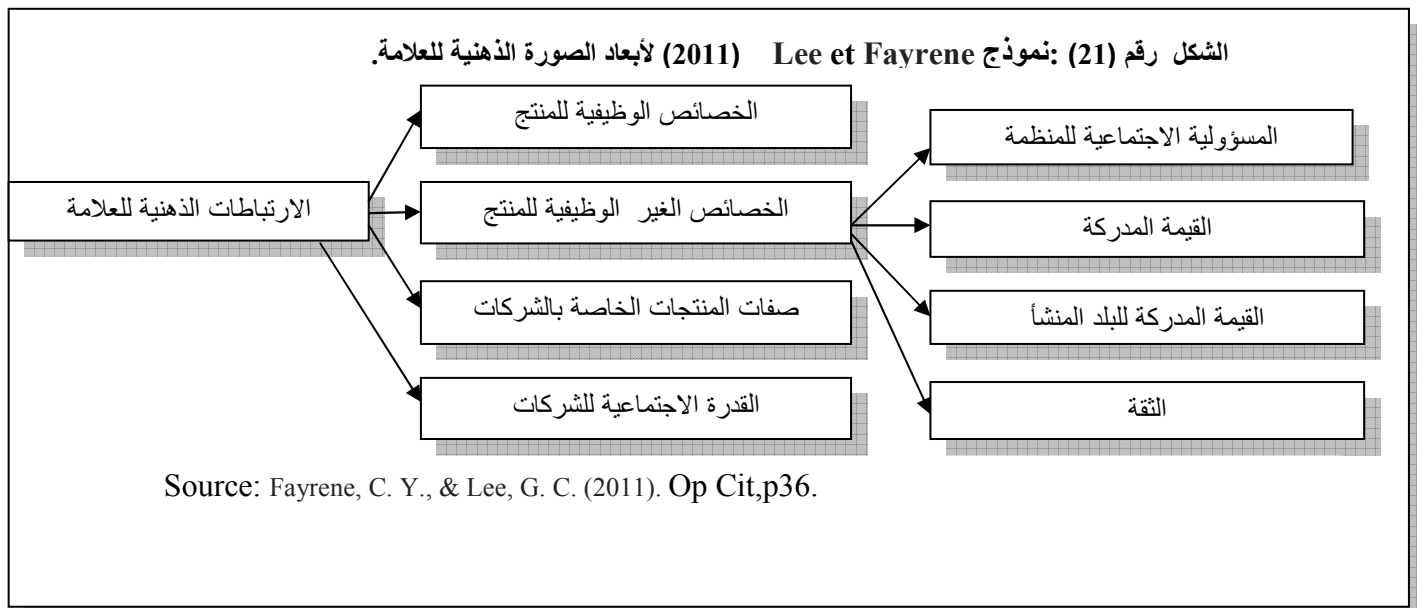 الشكل رقم (21) :نموذج Lee et Fayrene (2011) لأبعاد الصورة الذهنية للعلامة.
الخصائص الوظيفية للمنتج
المسؤولية الاجتماعية للمنظمة
الارتباطات الذهنية للعلامة
الخصائص الغير الوظيفية للمنتج
القيمة المدركة
صفات المنتجات الخاصة بالشركات
القيمة المدركة للبلد المنشأ
القدرة الاجتماعية للشركات
الثقة
Source: Fayrene, C. Y., & Lee, G. C. (2011). Op Cit,p36.